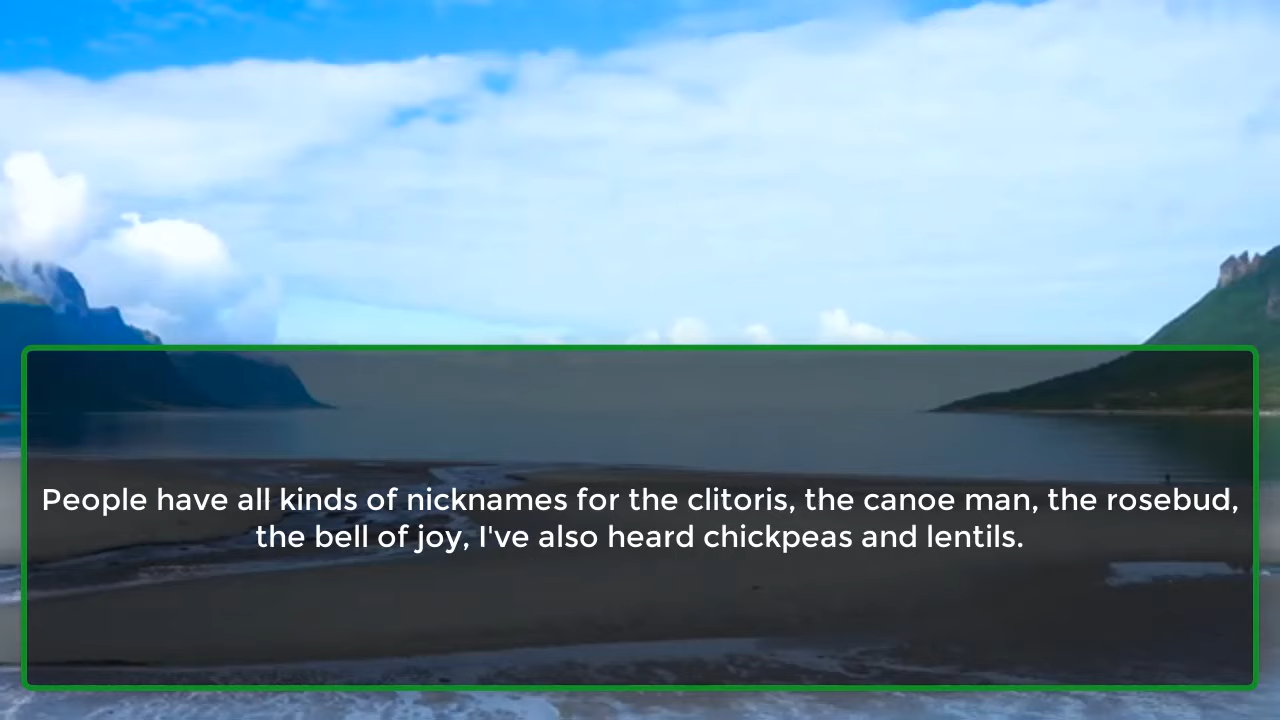 People have all kinds of nicknames for the clitoris, the canoe man, the rosebud,
the bell of joy, I've also heard chickpeas and lentils.